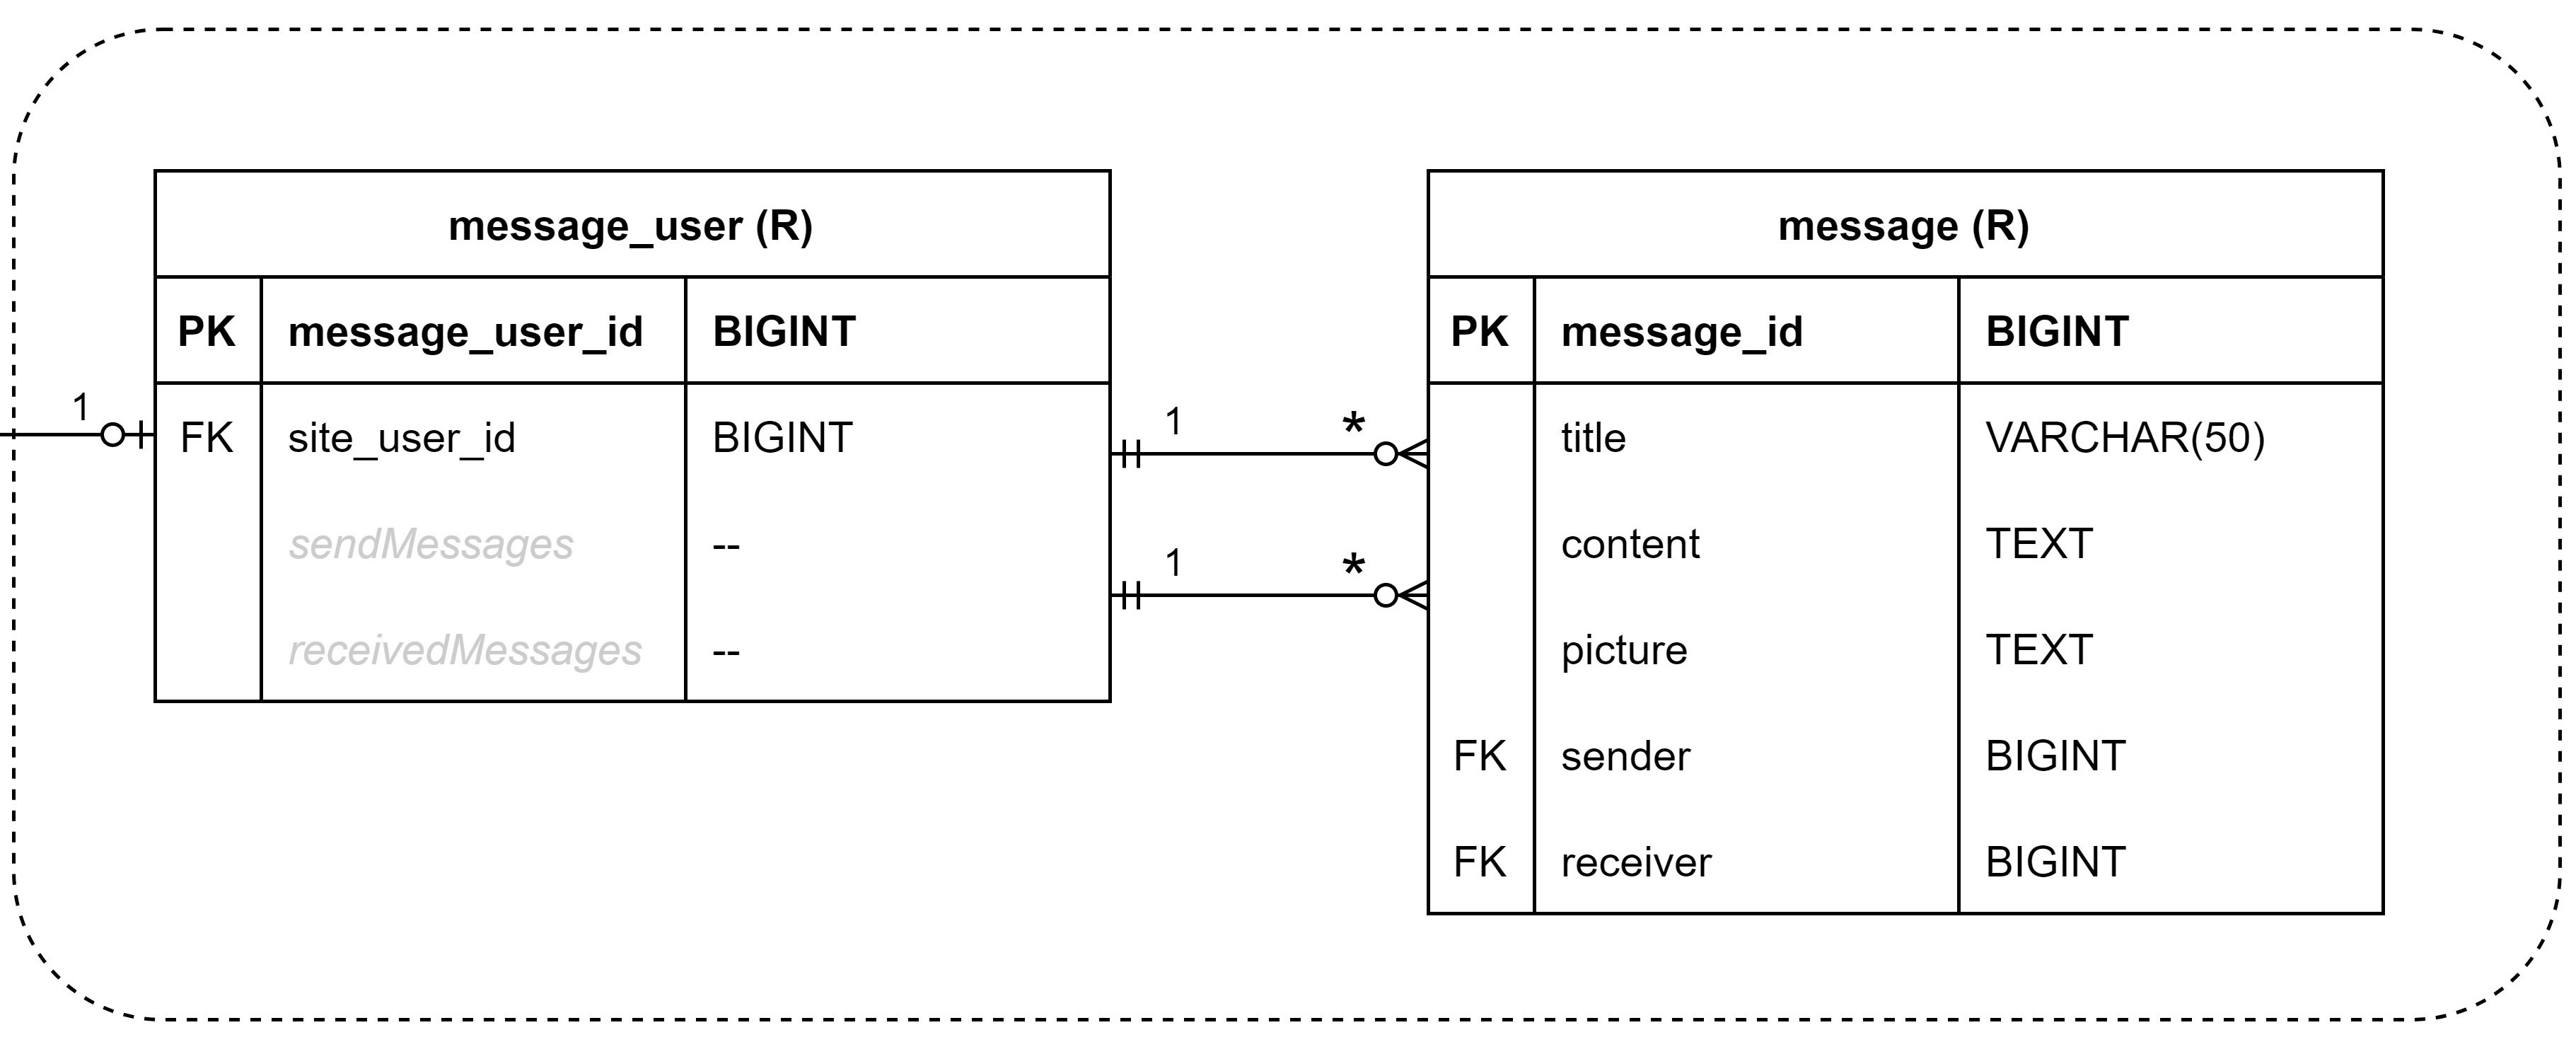 message_user (R)
PK message_user_id BIGINT
1
FK site_user_id BIGINT
sendMessages --
receivedMessages --
1 *
1 *
message (R)
PK message_id BIGINT
title VARCHAR(50)
content TEXT
picture TEXT
FK sender BIGINT
FK receiver BIGINT